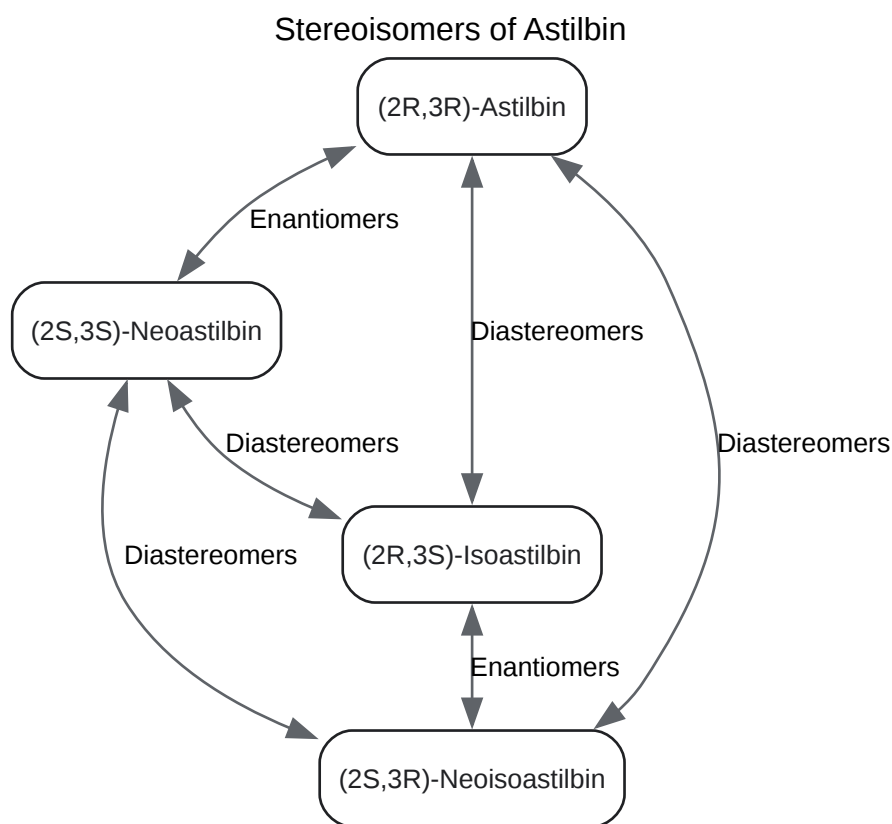 Stereoisomers of Astilbin
(2R,3R)-Astilbin
Enantiomers
(2S,3S)-Neoastilbin
Diastereomers
Diastereomers
Diastereomers
Diastereomers
(2R,3S)-Isoastilbin
Enantiomers
(2S,3R)-Neoisoastilbin